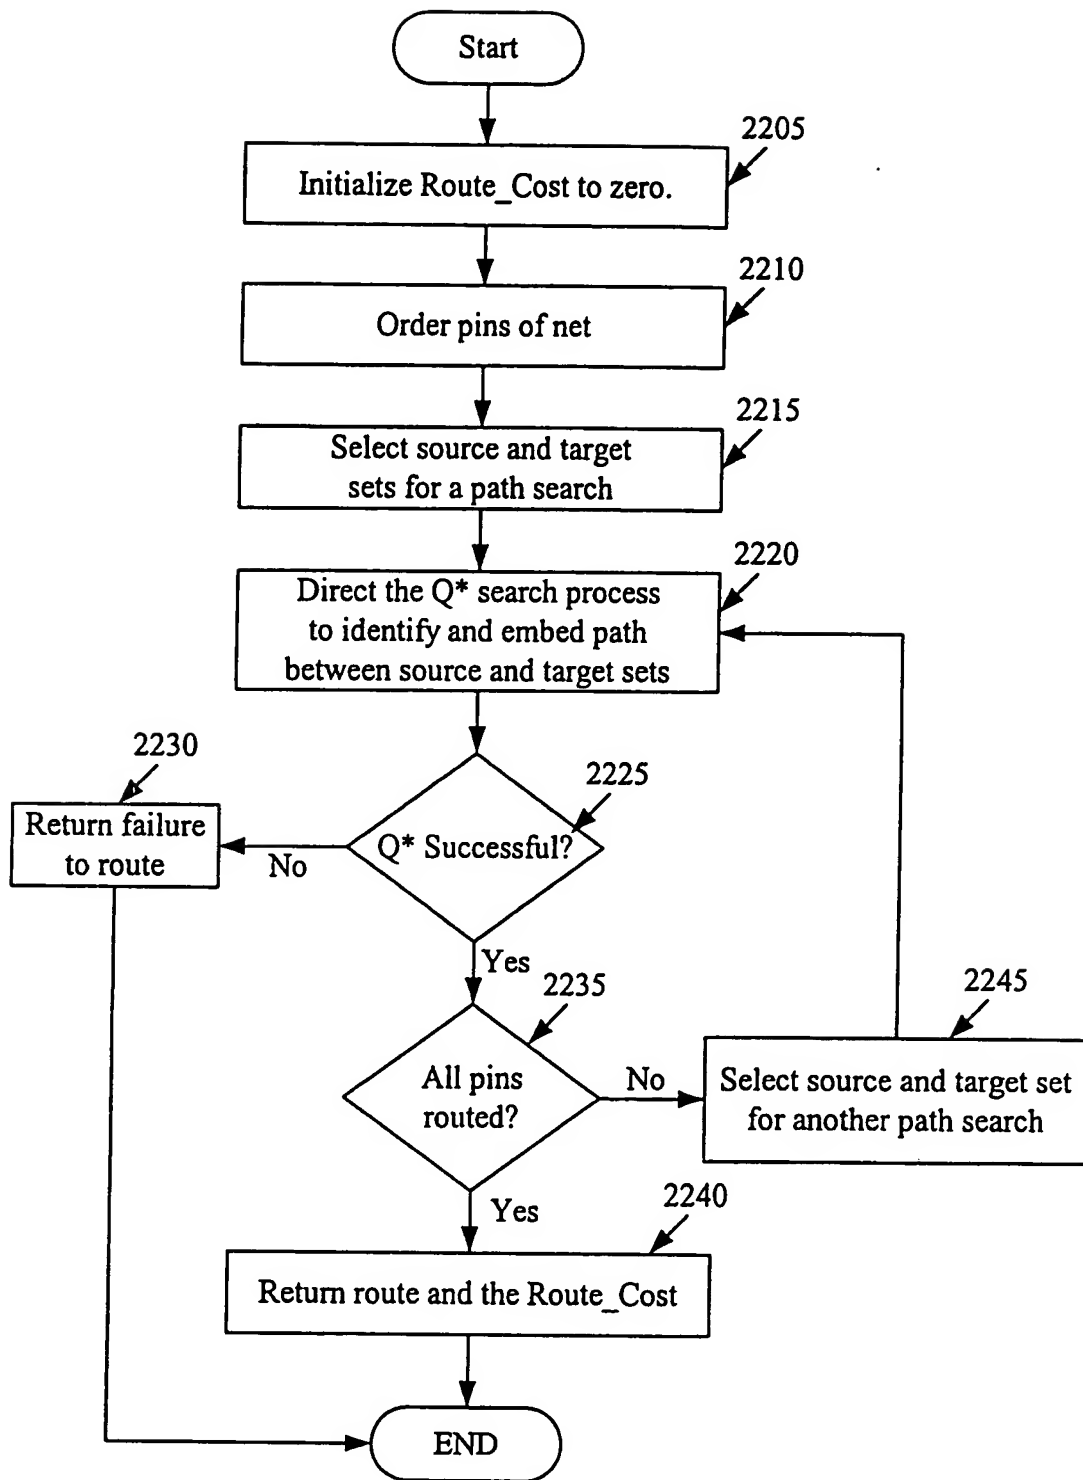 Start
2205
Initialize Route_Cost to zero.
2210
Order pins of net
2215
Select source and target
sets for a path search
2220
Direct the Q* search process
to identify and embed path
between source and target sets
2230
Return failure
to route
2225
Q* Successful?
No
Yes
2235
All pins
routed?
No
2245
Select source and target set
for another path search
Yes
2240
Return route and the Route_Cost
END